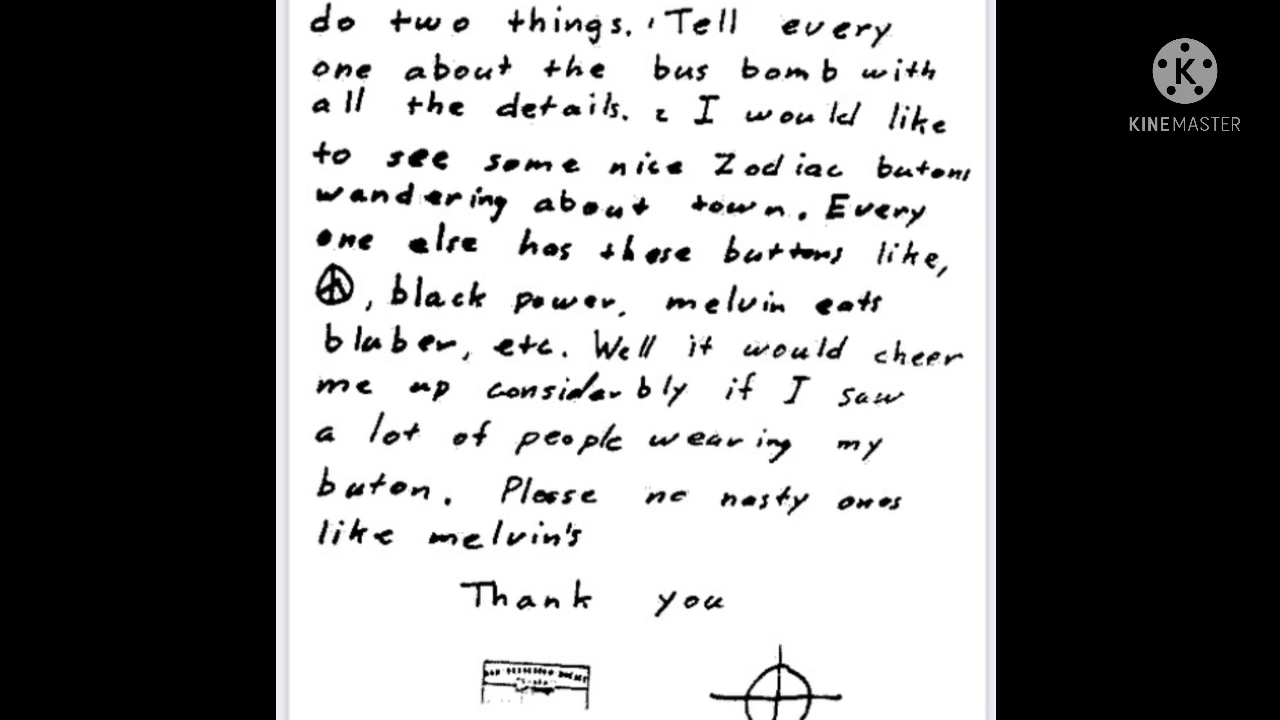 do two things. 1 Tell every
one about the bus bomb with
all the details. 2 I would like
to see some nice Zodiac butons
wandering about town. Every
one else has these buttons like,
☮, black power, melvin eats
bluber, etc. Well it would cheer
me up considerbly if I saw
a lot of people wearing my
buton. Please no nasty ones
like melvin's
Thank you
K
KINEMASTER